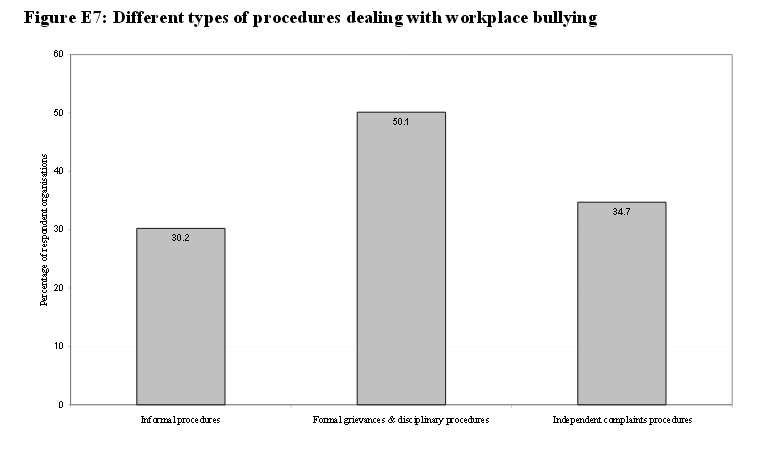 Figure E7: Different types of procedures dealing with workplace bullying
60
50
40
30
20
10
0
Percentage of respondent organisations
30.2
50.1
34.7
Informal procedures
Formal grievances & disciplinary procedures
Independent complaints procedures